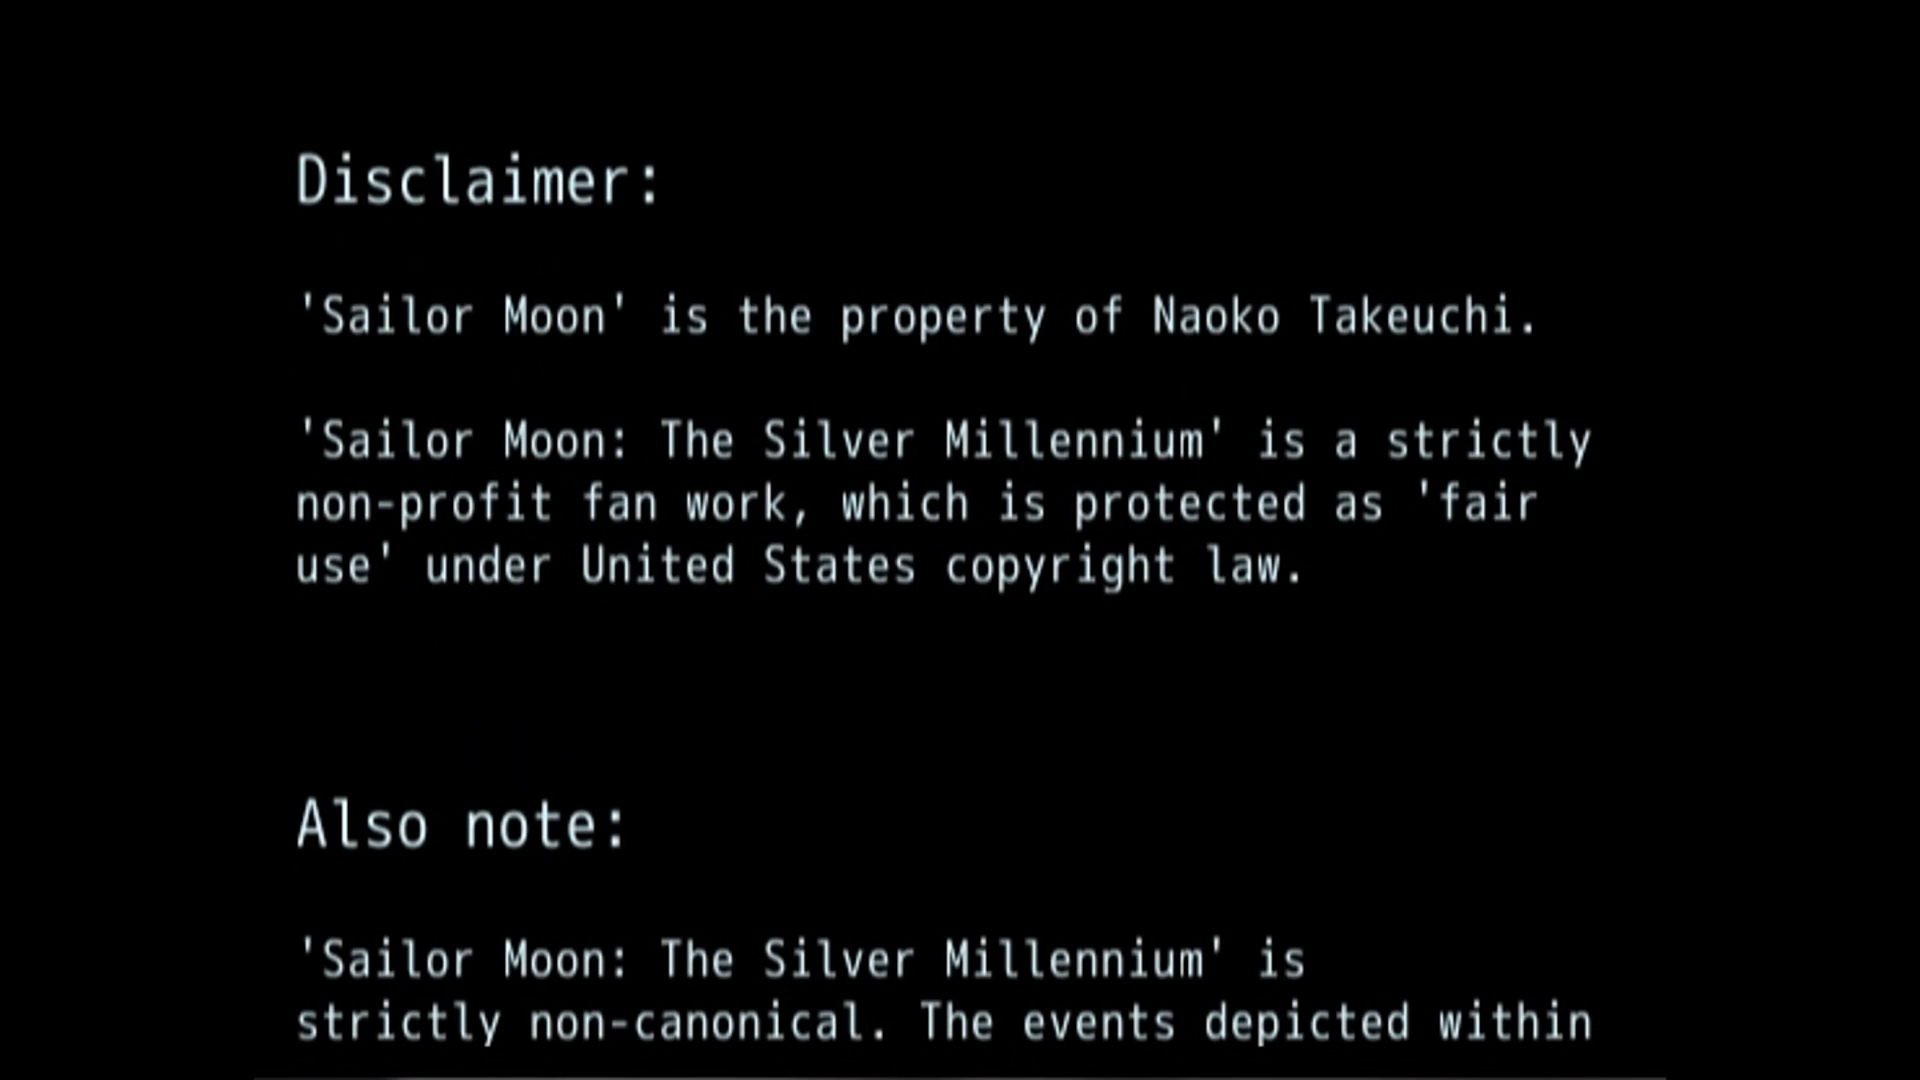 Disclaimer:
'Sailor Moon' is the property of Naoko Takeuchi.
'Sailor Moon: The Silver Millennium' is a strictly
non-profit fan work, which is protected as 'fair
use' under United States copyright law.
Also note:
'Sailor Moon: The Silver Millennium' is
strictly non-canonical. The events depicted within